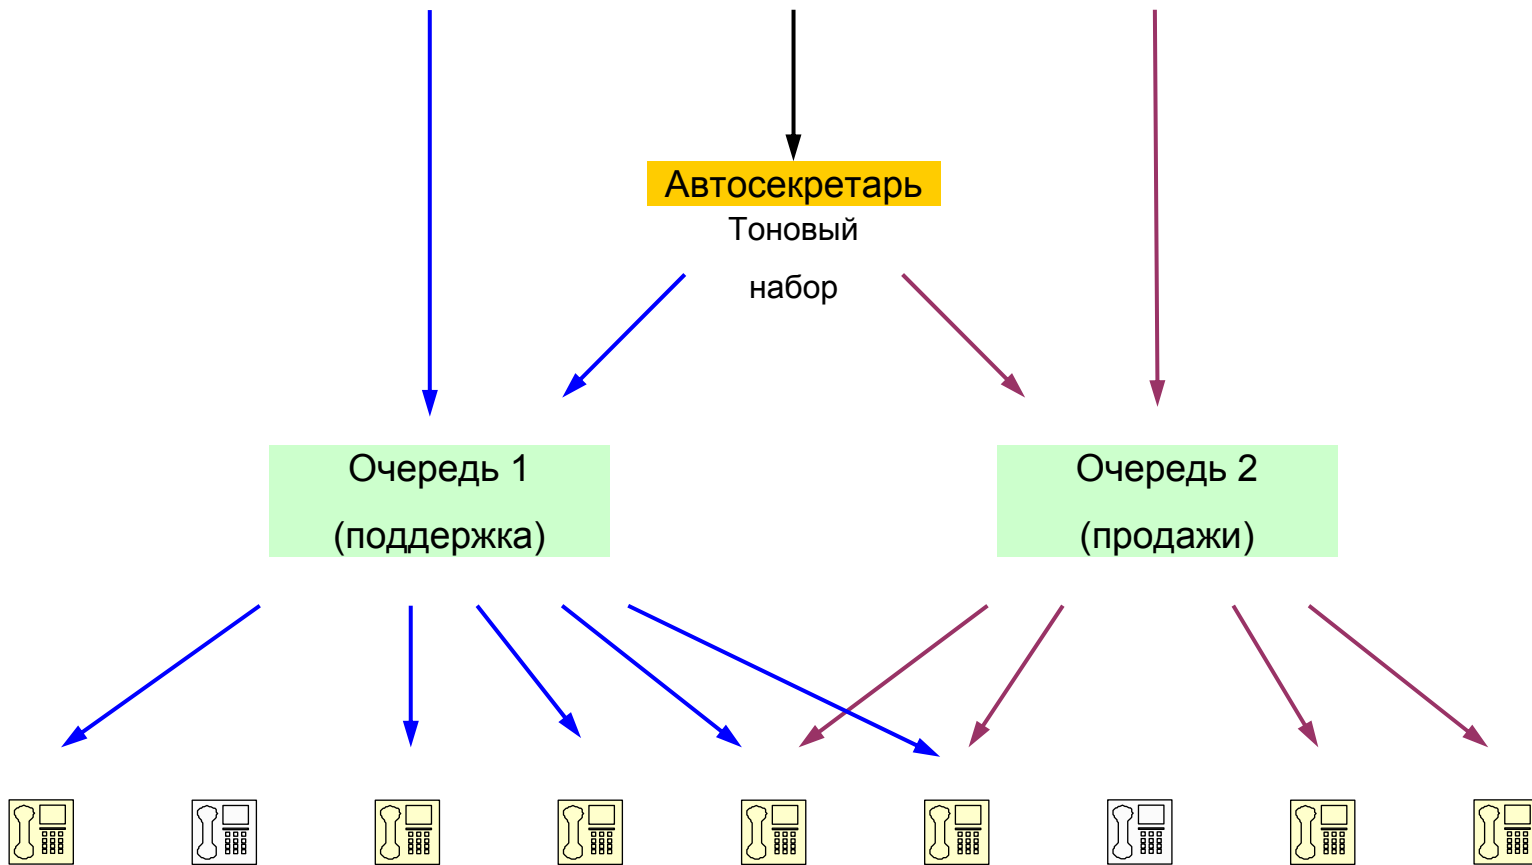 Автосекретарь
Тоновый
набор
Очередь 1
(поддержка)
Очередь 2
(продажи)